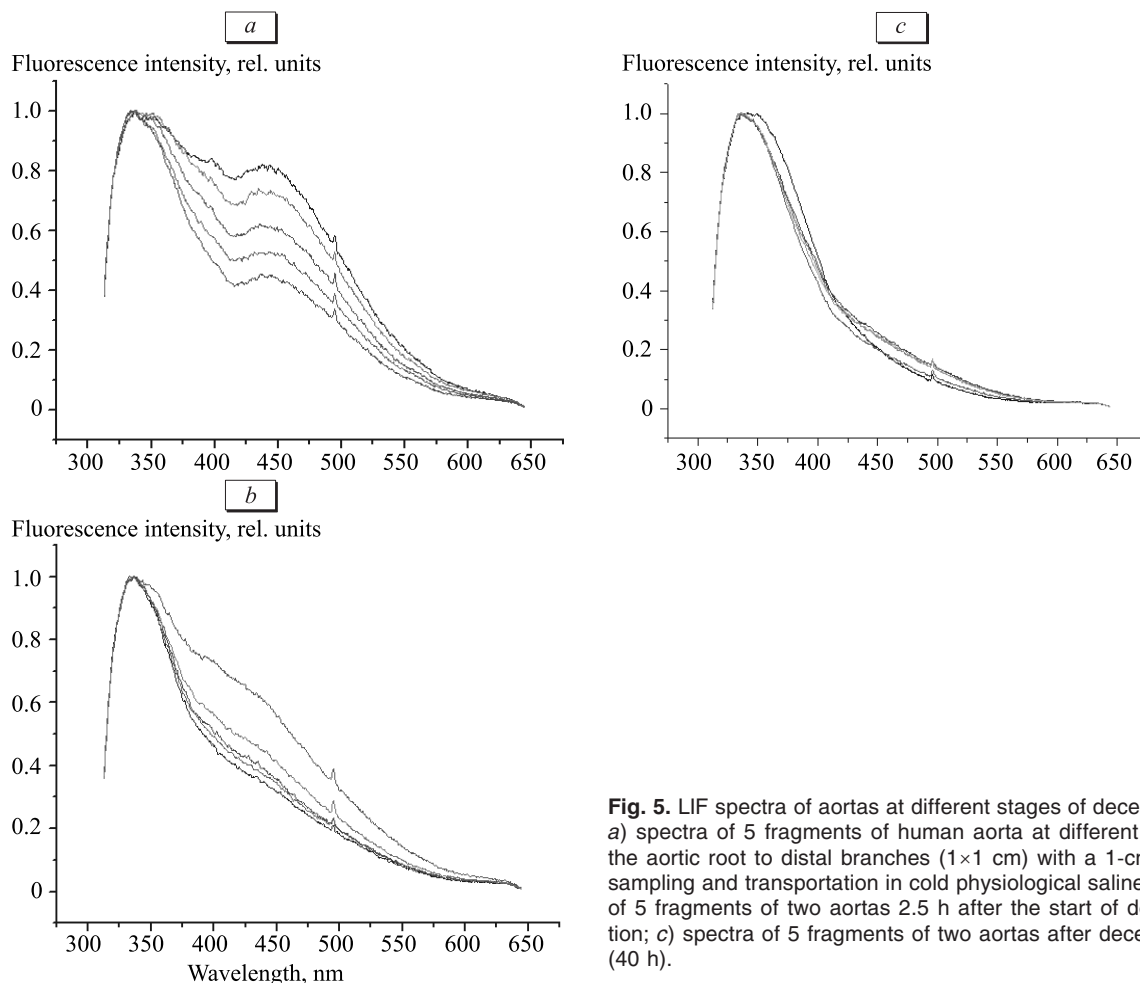 a
Fluorescence intensity, rel. units
1.0
0.8
0.6
0.4
0.2
0
300 350 400 450 500 550 600 650
b
Fluorescence intensity, rel. units
1.0
0.8
0.6
0.4
0.2
0
300 350 400 450 500 550 600 650
Wavelength, nm
c
Fluorescence intensity, rel. units
1.0
0.8
0.6
0.4
0.2
0
300 350 400 450 500 550 600 650
Fig. 5. LIF spectra of aortas at different stages of dece
a) spectra of 5 fragments of human aorta at different
the aortic root to distal branches (1×1 cm) with a 1-cm
sampling and transportation in cold physiological saline
of 5 fragments of two aortas 2.5 h after the start of de
tion; c) spectra of 5 fragments of two aortas after dece
(40 h).